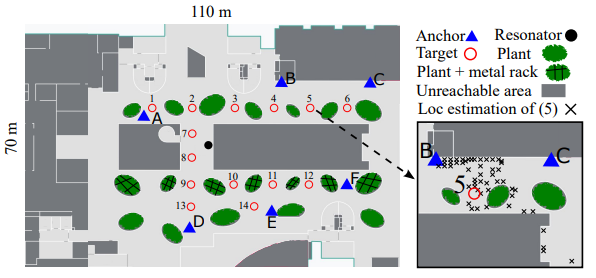 110 m
70 m
Anchor Resonator
Target Plant
Plant + metal rack
Unreachable area
Loc estimation of (5)
B
C
1 2 3 4 5 6
A
7
8
9 10 11 12
F
13 14
D
E
B
C
5